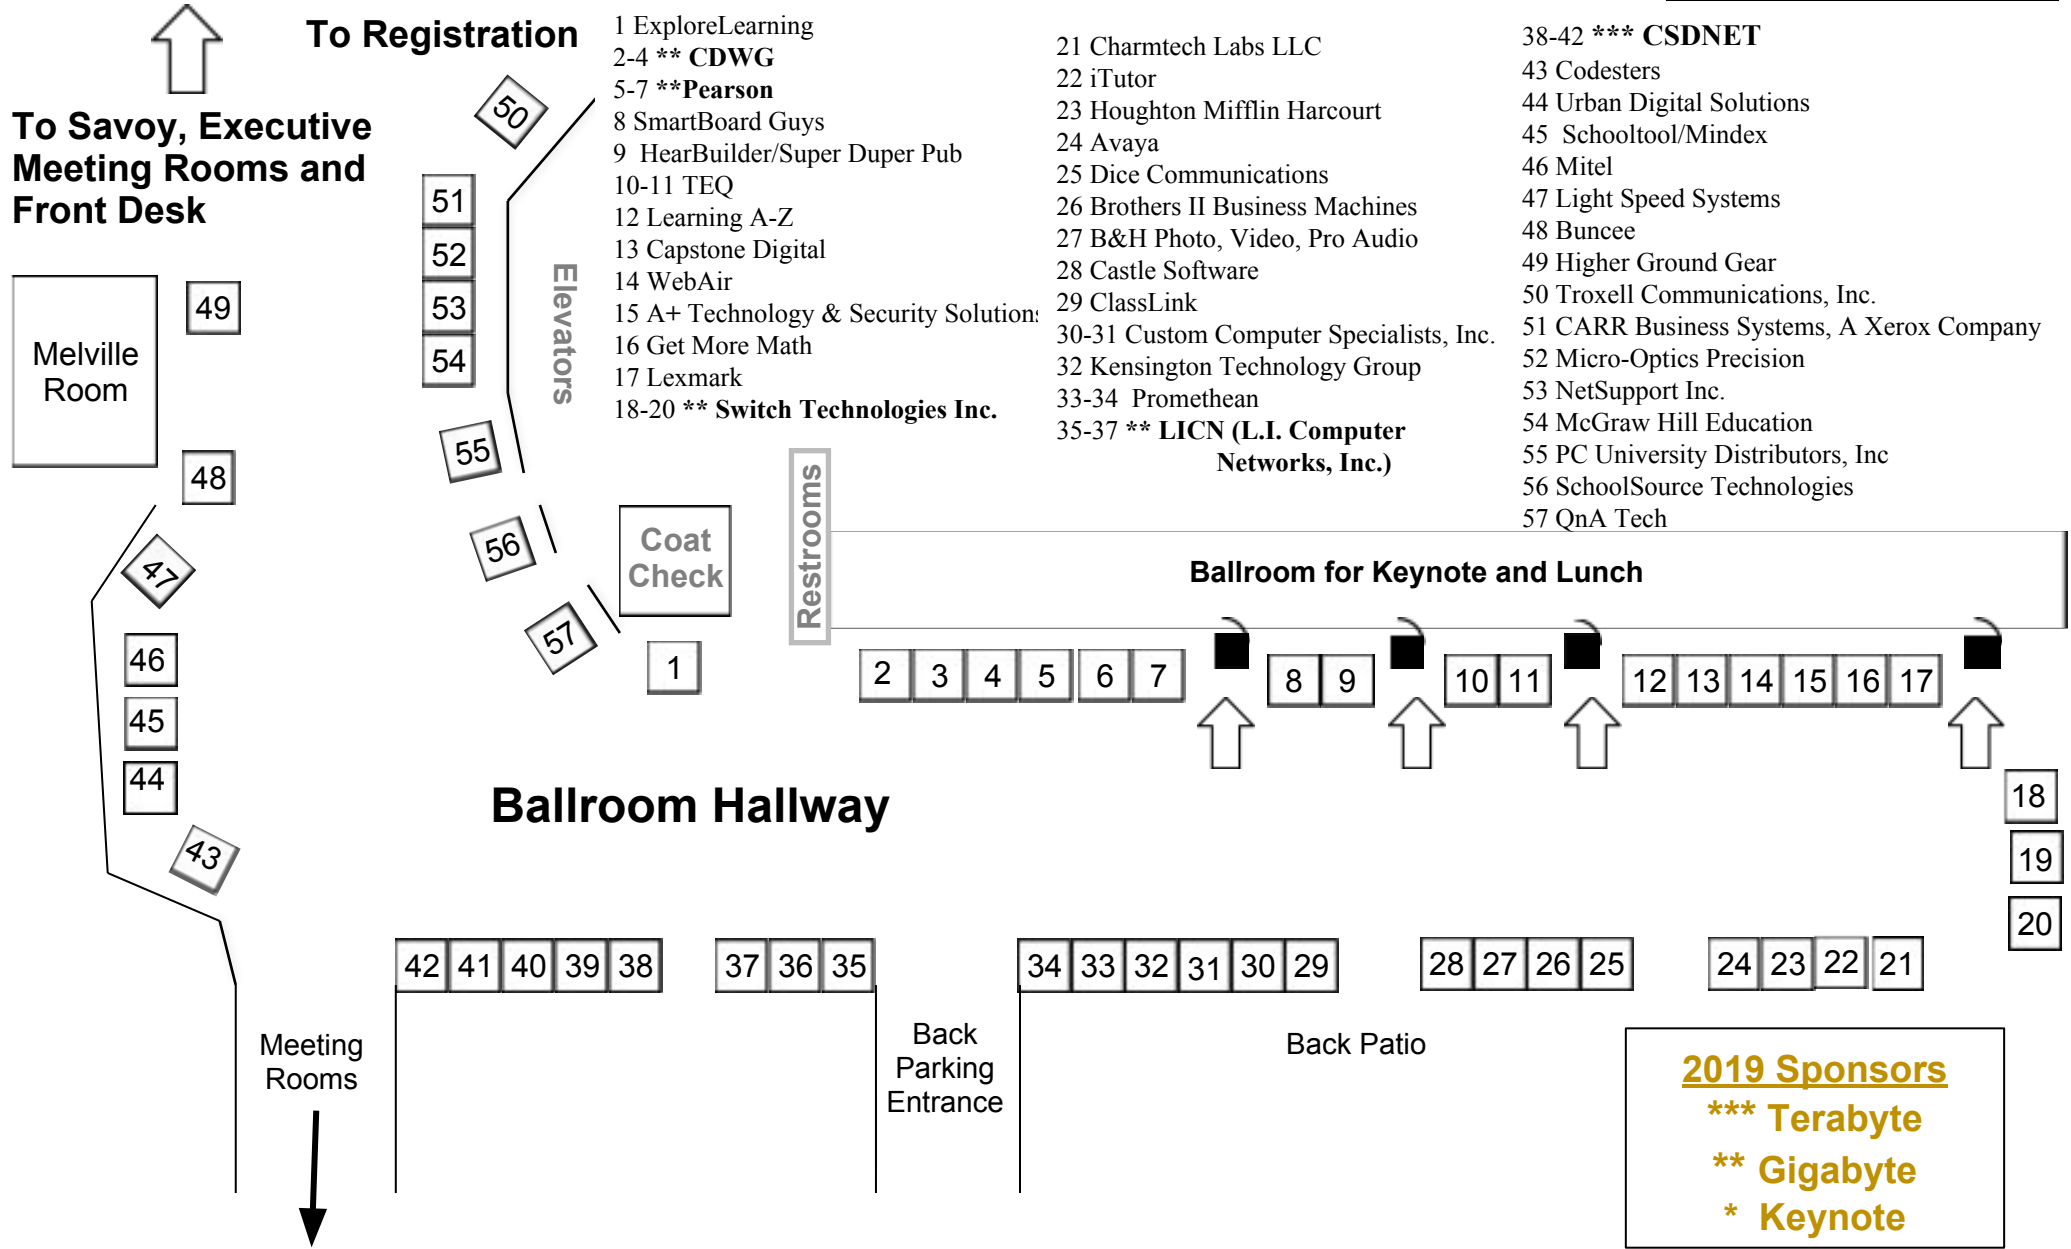 To Registration
To Savoy, Executive
Meeting Rooms and
Front Desk
1 ExploreLearning
2-4 ** CDWG
5-7 **Pearson
8 SmartBoard Guys
9 HearBuilder/Super Duper Pub
10-11 TEQ
12 Learning A-Z
13 Capstone Digital
14 WebAir
15 A+ Technology & Security Solutions
16 Get More Math
17 Lexmark
18-20 ** Switch Technologies Inc.
21 Charmtech Labs LLC
22 iTutor
23 Houghton Mifflin Harcourt
24 Avaya
25 Dice Communications
26 Brothers II Business Machines
27 B&H Photo, Video, Pro Audio
28 Castle Software
29 ClassLink
30-31 Custom Computer Specialists, Inc.
32 Kensington Technology Group
33-34 Promethean
35-37 ** LICN (L.I. Computer
Networks, Inc.)
38-42 *** CSDNET
43 Codesters
44 Urban Digital Solutions
45 Schooltool/Mindex
46 Mitel
47 Light Speed Systems
48 Buncee
49 Higher Ground Gear
50 Troxell Communications, Inc.
51 CARR Business Systems, A Xerox Company
52 Micro-Optics Precision
53 NetSupport Inc.
54 McGraw Hill Education
55 PC University Distributors, Inc
56 SchoolSource Technologies
57 QnA Tech
50
51
52
53
54
Elevators
49
Melville
Room
48
55
56
57
47
46
45
44
43
Coat
Check
Restrooms
Ballroom for Keynote and Lunch
1
2 3 4 5 6 7
8 9
10 11
12 13 14 15 16 17
Ballroom Hallway
18
19
20
42 41 40 39 38
37 36 35
34 33 32 31 30 29
28 27 26 25
24 23 22 21
Meeting
Rooms
Back
Parking
Entrance
Back Patio
2019 Sponsors
*** Terabyte
** Gigabyte
* Keynote